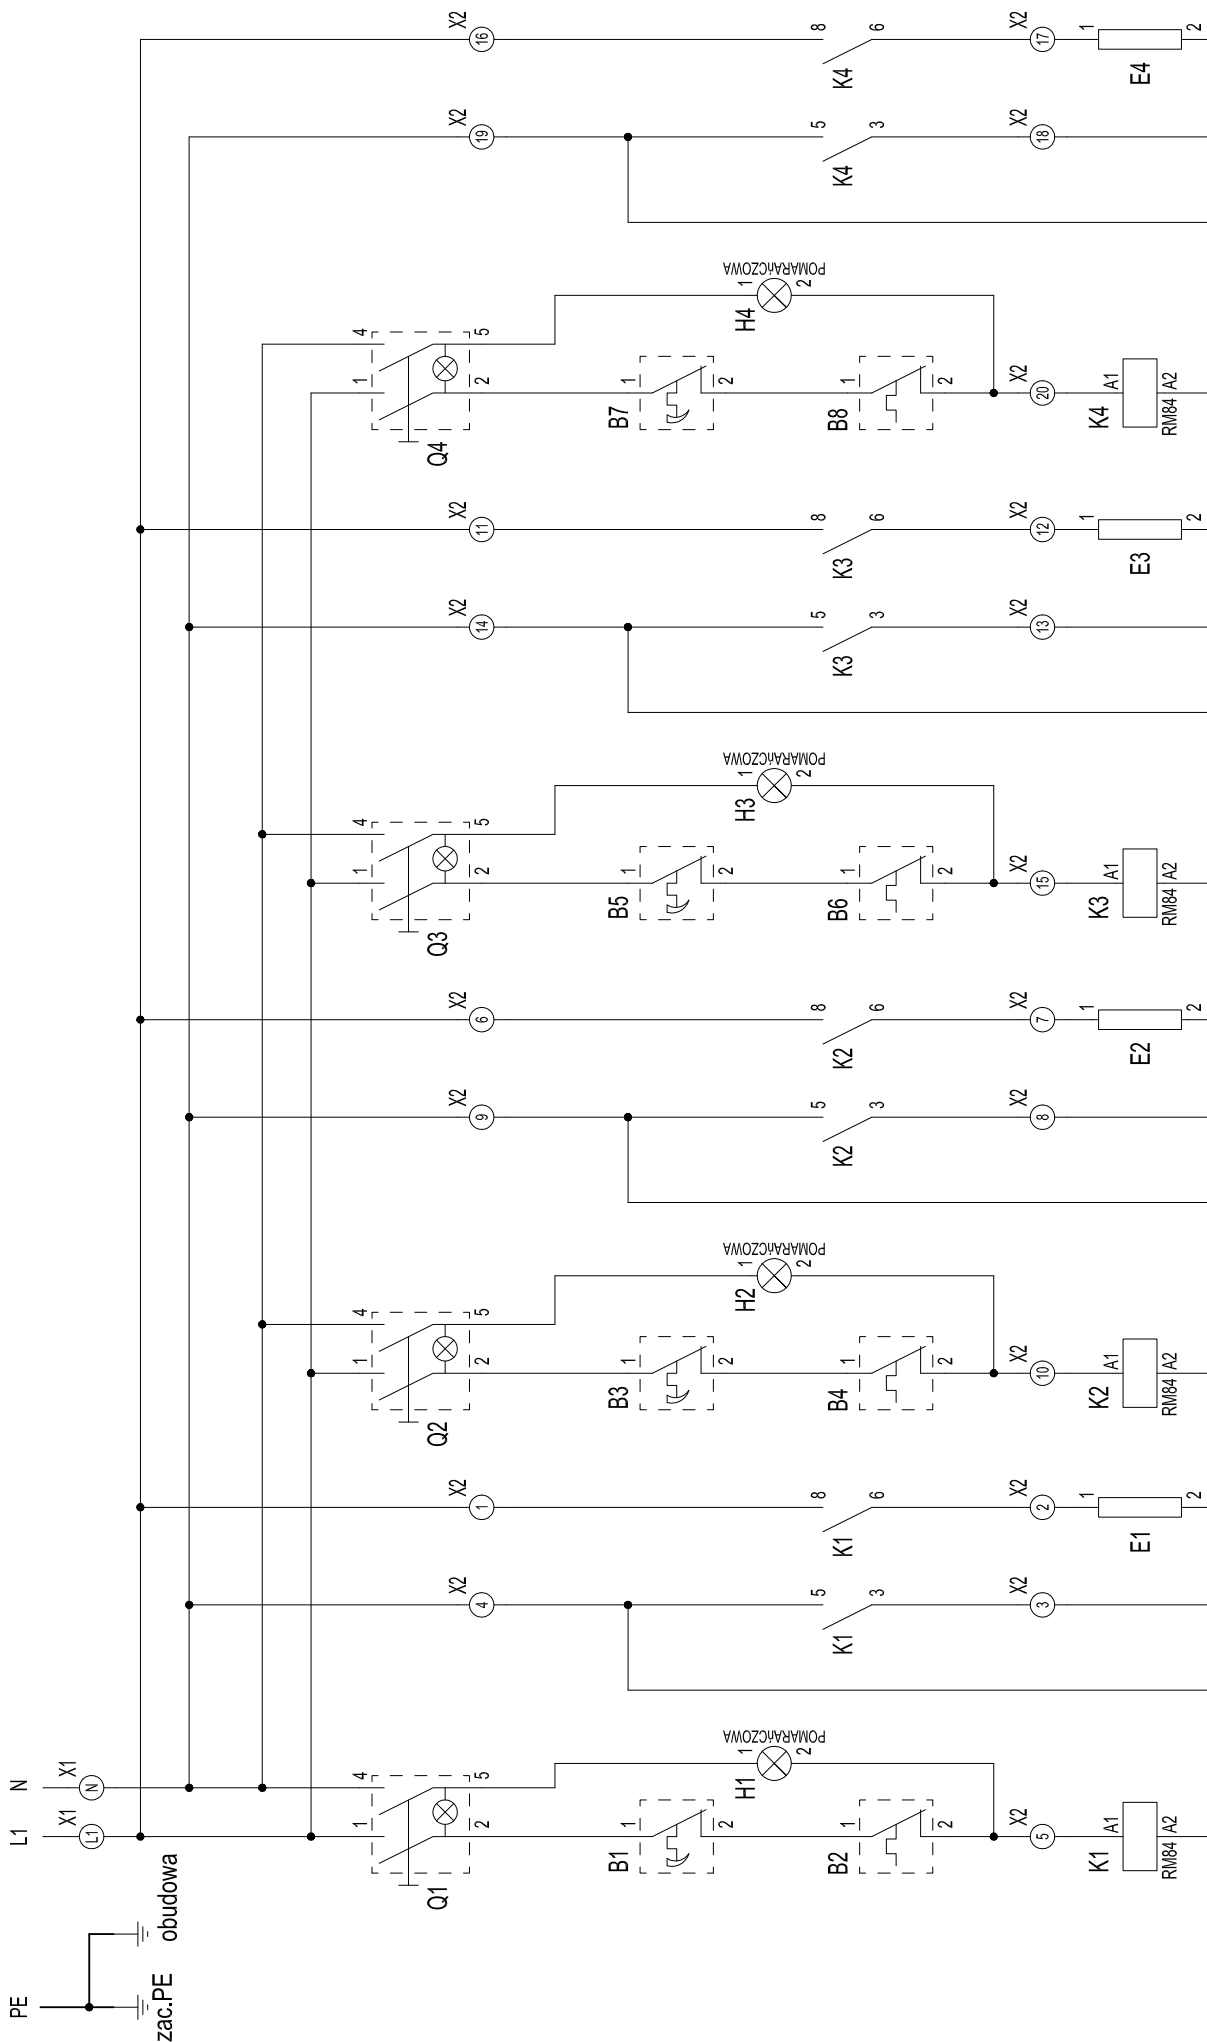 PE
zac.PE
obudowa
L1
N
X1
X1
L1
N
Q1
1
4
2
5
B1
1
2
B2
1
2
H1
1
2
POMARAńCZOWA
X2
5
K1
A1
RM84
A2
X2
4
K1
5
3
X2
3
X2
1
K1
8
6
X2
2
E1
1
2
Q2
1
4
2
5
B3
1
2
B4
1
2
H2
1
2
POMARAńCZOWA
X2
10
K2
A1
RM84
A2
X2
9
K2
5
3
X2
8
X2
6
K2
8
6
X2
7
E2
1
2
Q3
1
4
2
5
B5
1
2
B6
1
2
H3
1
2
POMARAńCZOWA
X2
15
K3
A1
RM84
A2
X2
14
K3
5
3
X2
13
X2
11
K3
8
6
X2
12
E3
1
2
Q4
1
4
2
5
B7
1
2
B8
1
2
H4
1
2
POMARAńCZOWA
X2
20
K4
A1
RM84
A2
X2
19
K4
5
3
X2
18
X2
16
K4
8
6
X2
17
E4
1
2